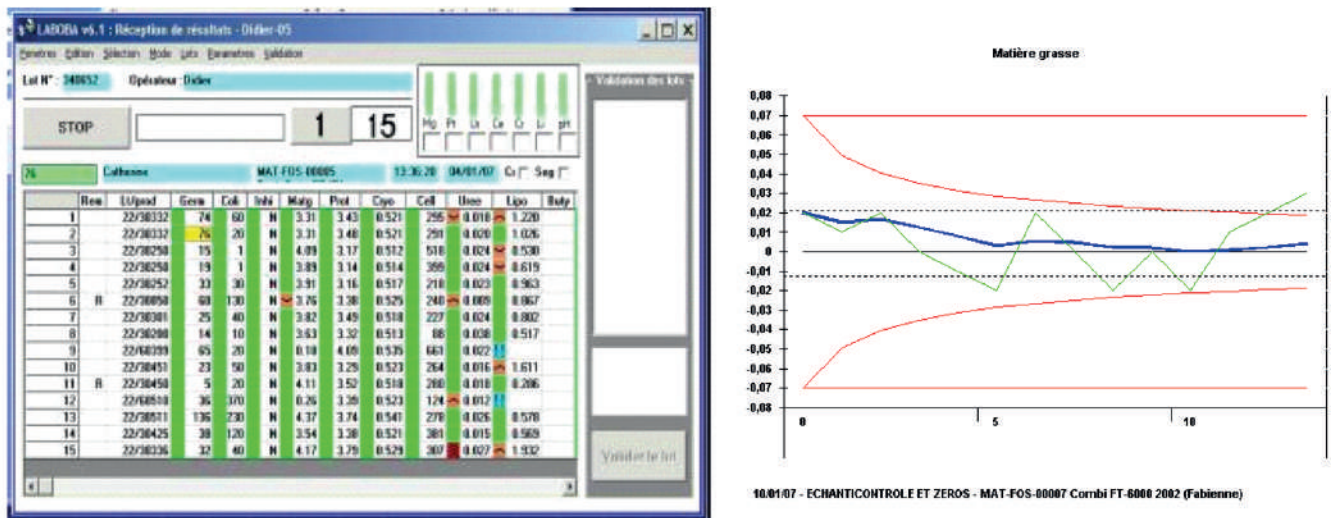 LABOBA v6.1 : Réception de résultats - Didier-05
Fenetres Edition Sélection Mode Lots Parametres Validation
Lot N° : 340652 Opérateur : Didier
Validation des lots
STOP 1 15
Mg Pt Ce Cr Li pH
76 Catherine MAT-FOS-00005 13:36:20 04/01/07
Rem LI/prod Germ Coli Inhi Matg Prot Cryo Cell Uree Lipo Buty
1 22/30332 74 60 N 3.31 3.43 0.521 295 0.018 1.220
2 22/30332 76 20 N 3.31 3.48 0.521 291 0.020 1.026
3 22/30250 15 1 N 4.09 3.17 0.512 518 0.024 0.530
4 22/30250 19 1 N 3.89 3.14 0.514 399 0.024 0.619
5 22/30252 33 30 N 3.91 3.16 0.517 218 0.023 0.963
6 R 22/30050 60 130 N 3.76 3.38 0.525 240 0.009 0.867
7 22/30301 25 40 N 3.82 3.49 0.518 227 0.024 0.802
8 22/30200 14 10 N 3.63 3.32 0.513 88 0.038 0.517
9 22/60399 65 20 N 0.18 4.09 0.535 661 0.022
10 22/30451 23 50 N 3.83 3.29 0.523 264 0.016 1.611
11 R 22/30450 5 20 N 4.11 3.52 0.518 280 0.018 0.286
12 22/60510 36 370 N 0.26 3.39 0.523 124 0.012
13 22/30511 136 230 N 4.37 3.74 0.541 278 0.026 0.578
14 22/30425 38 120 N 3.54 3.38 0.521 381 0.015 0.569
15 22/30336 32 40 N 4.17 3.79 0.529 307 0.027 1.932
Valider le lot
Matière grasse
0,08
0,07
0,06
0,05
0,04
0,03
0,02
0,01
0
-0,01
-0,02
-0,03
-0,04
-0,05
-0,06
-0,07
-0,08
0 5 10
10/01/07 - ECHANTICONTROLE ET ZEROS - MAT-FOS-00007 Combi FT-6000 2002 (Fabienne)